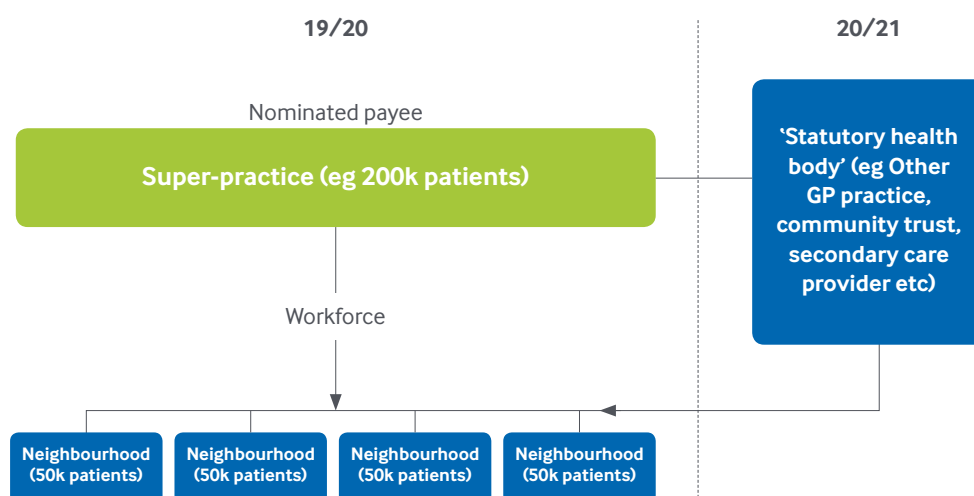 19/20
20/21
Nominated payee
Super-practice (eg 200k patients)
‘Statutory health
body’ (eg Other
GP practice,
community trust,
secondary care
provider etc)
Workforce
Neighbourhood
(50k patients)
Neighbourhood
(50k patients)
Neighbourhood
(50k patients)
Neighbourhood
(50k patients)